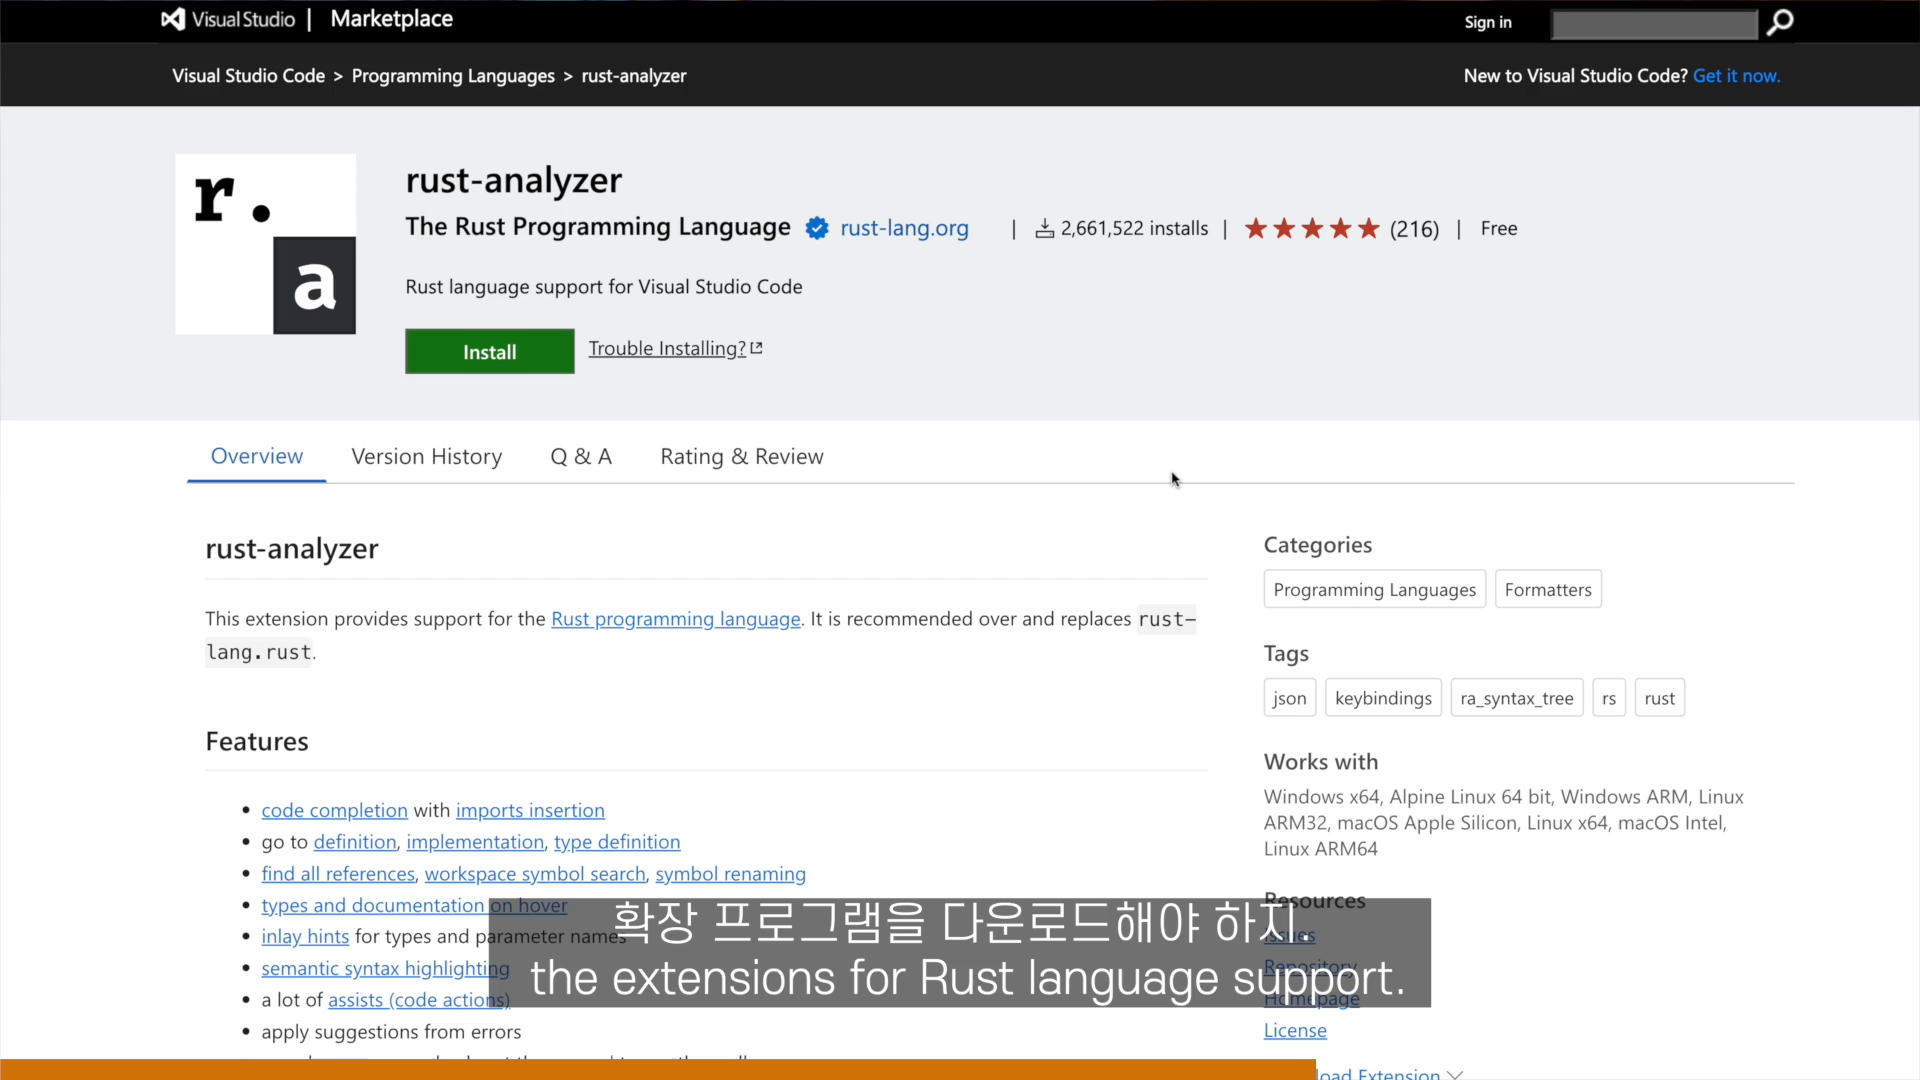 Visual Studio | Marketplace
Sign in
Visual Studio Code > Programming Languages > rust-analyzer
New to Visual Studio Code? Get it now.
r.
a
rust-analyzer
The Rust Programming Language rust-lang.org | 2,661,522 installs | ★★★★★ (216) | Free
Rust language support for Visual Studio Code
Install
Trouble Installing?
Overview
Version History
Q & A
Rating & Review
rust-analyzer
This extension provides support for the Rust programming language. It is recommended over and replaces rust-
lang.rust.
Features
• code completion with imports insertion
• go to definition, implementation, type definition
• find all references, workspace symbol search, symbol renaming
• types and documentation on hover
• inlay hints for types and parameter names
• semantic syntax highlighting
• a lot of assists (code actions)
• apply suggestions from errors
Categories
Programming Languages
Formatters
Tags
json
keybindings
ra_syntax_tree
rs
rust
Works with
Windows x64, Alpine Linux 64 bit, Windows ARM, Linux
ARM32, macOS Apple Silicon, Linux x64, macOS Intel,
Linux ARM64
Resources
Issues
Repository
Homepage
License
Extension
확장 프로그램을 다운로드해야 하지.
the extensions for Rust language support.